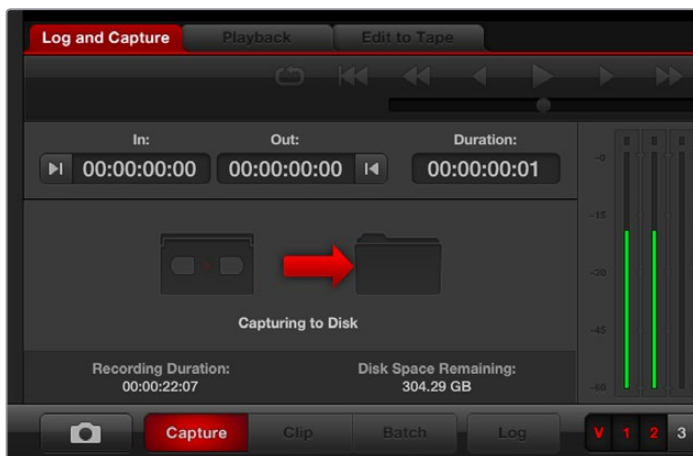 Log and Capture Playback Edit to Tape
In: Out: Duration:
00:00:00:00 00:00:00:00 00:00:00:01
-0
-15
-30
-45
-60
Capturing to Disk
Recording Duration: Disk Space Remaining:
00:00:22:07 304.29 GB
Capture Clip Batch Log V 1 2 3